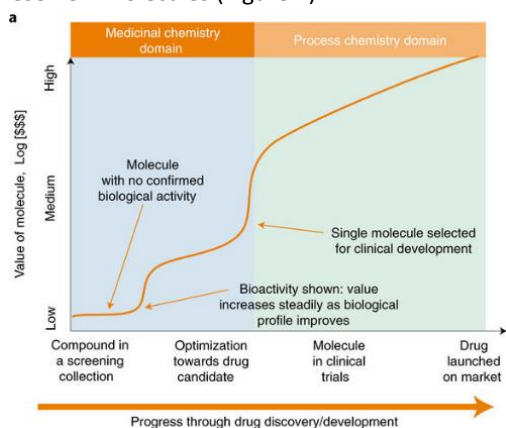 a
Medicinal chemistry
domain
Process chemistry domain
Value of molecule, Log [$$$]
High
Medium
Low
Molecule
with no confirmed
biological activity
Single molecule selected
for clinical development
Bioactivity shown: value
increases steadily as biological
profile improves
Compound in
a screening
collection
Optimization
towards drug
candidate
Molecule
in clinical
trials
Drug
launched
on market
Progress through drug discovery/development